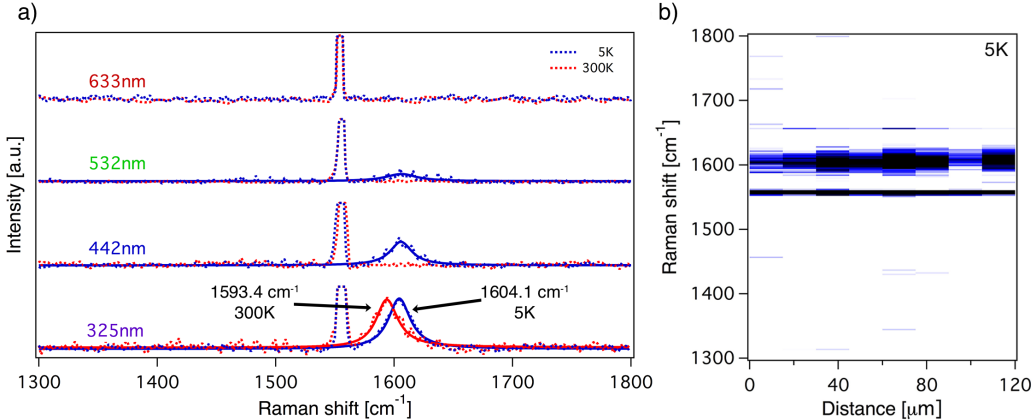 a)
5K
300K
633nm
532nm
442nm
1593.4 cm⁻¹
300K
1604.1 cm⁻¹
5K
325nm
Intensity [a.u.]
1300 1400 1500 1600 1700 1800
Raman shift [cm⁻¹]
b)
5K
1800
1700
1600
1500
1400
1300
Raman shift [cm⁻¹]
0 40 80 120
Distance [μm]